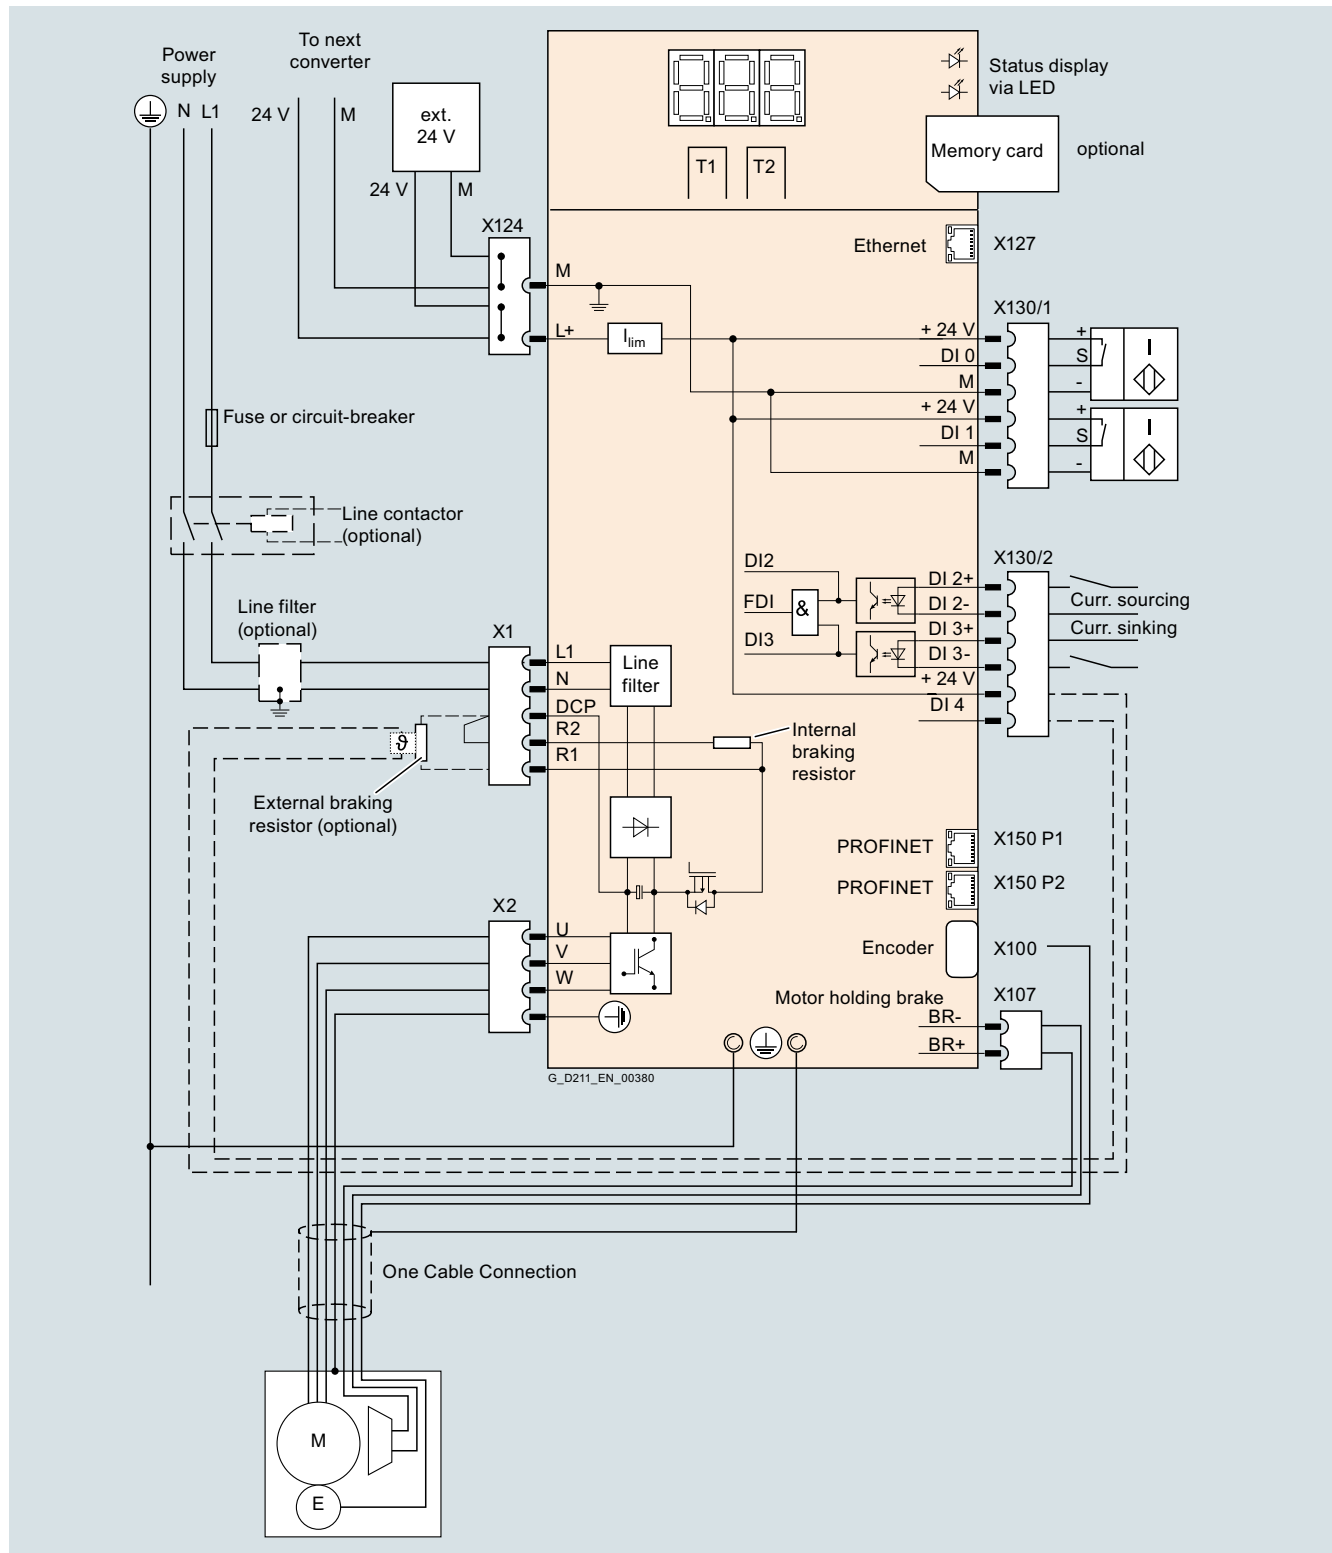 To next
converter
Power
supply
N L1
24 V
M
ext.
24 V
24 V
M
X124
Status display
via LED
Memory card
optional
T1
T2
Ethernet
X127
M
L+
Ilim
X130/1
+ 24 V
DI 0
M
+ 24 V
DI 1
M
+
S
-
I
+
S
-
I
Fuse or circuit-breaker
Line contactor
(optional)
Line filter
(optional)
X130/2
DI2
FDI
DI3
&
DI 2+
DI 2-
DI 3+
DI 3-
+ 24 V
DI 4
Curr. sourcing
Curr. sinking
X1
L1
N
DCP
R2
R1
Line
filter
Internal
braking
resistor
ϑ
External braking
resistor (optional)
PROFINET
X150 P1
PROFINET
X150 P2
X2
U
V
W
Encoder
X100
Motor holding brake
X107
BR-
BR+
G_D211_EN_00380
One Cable Connection
M
E